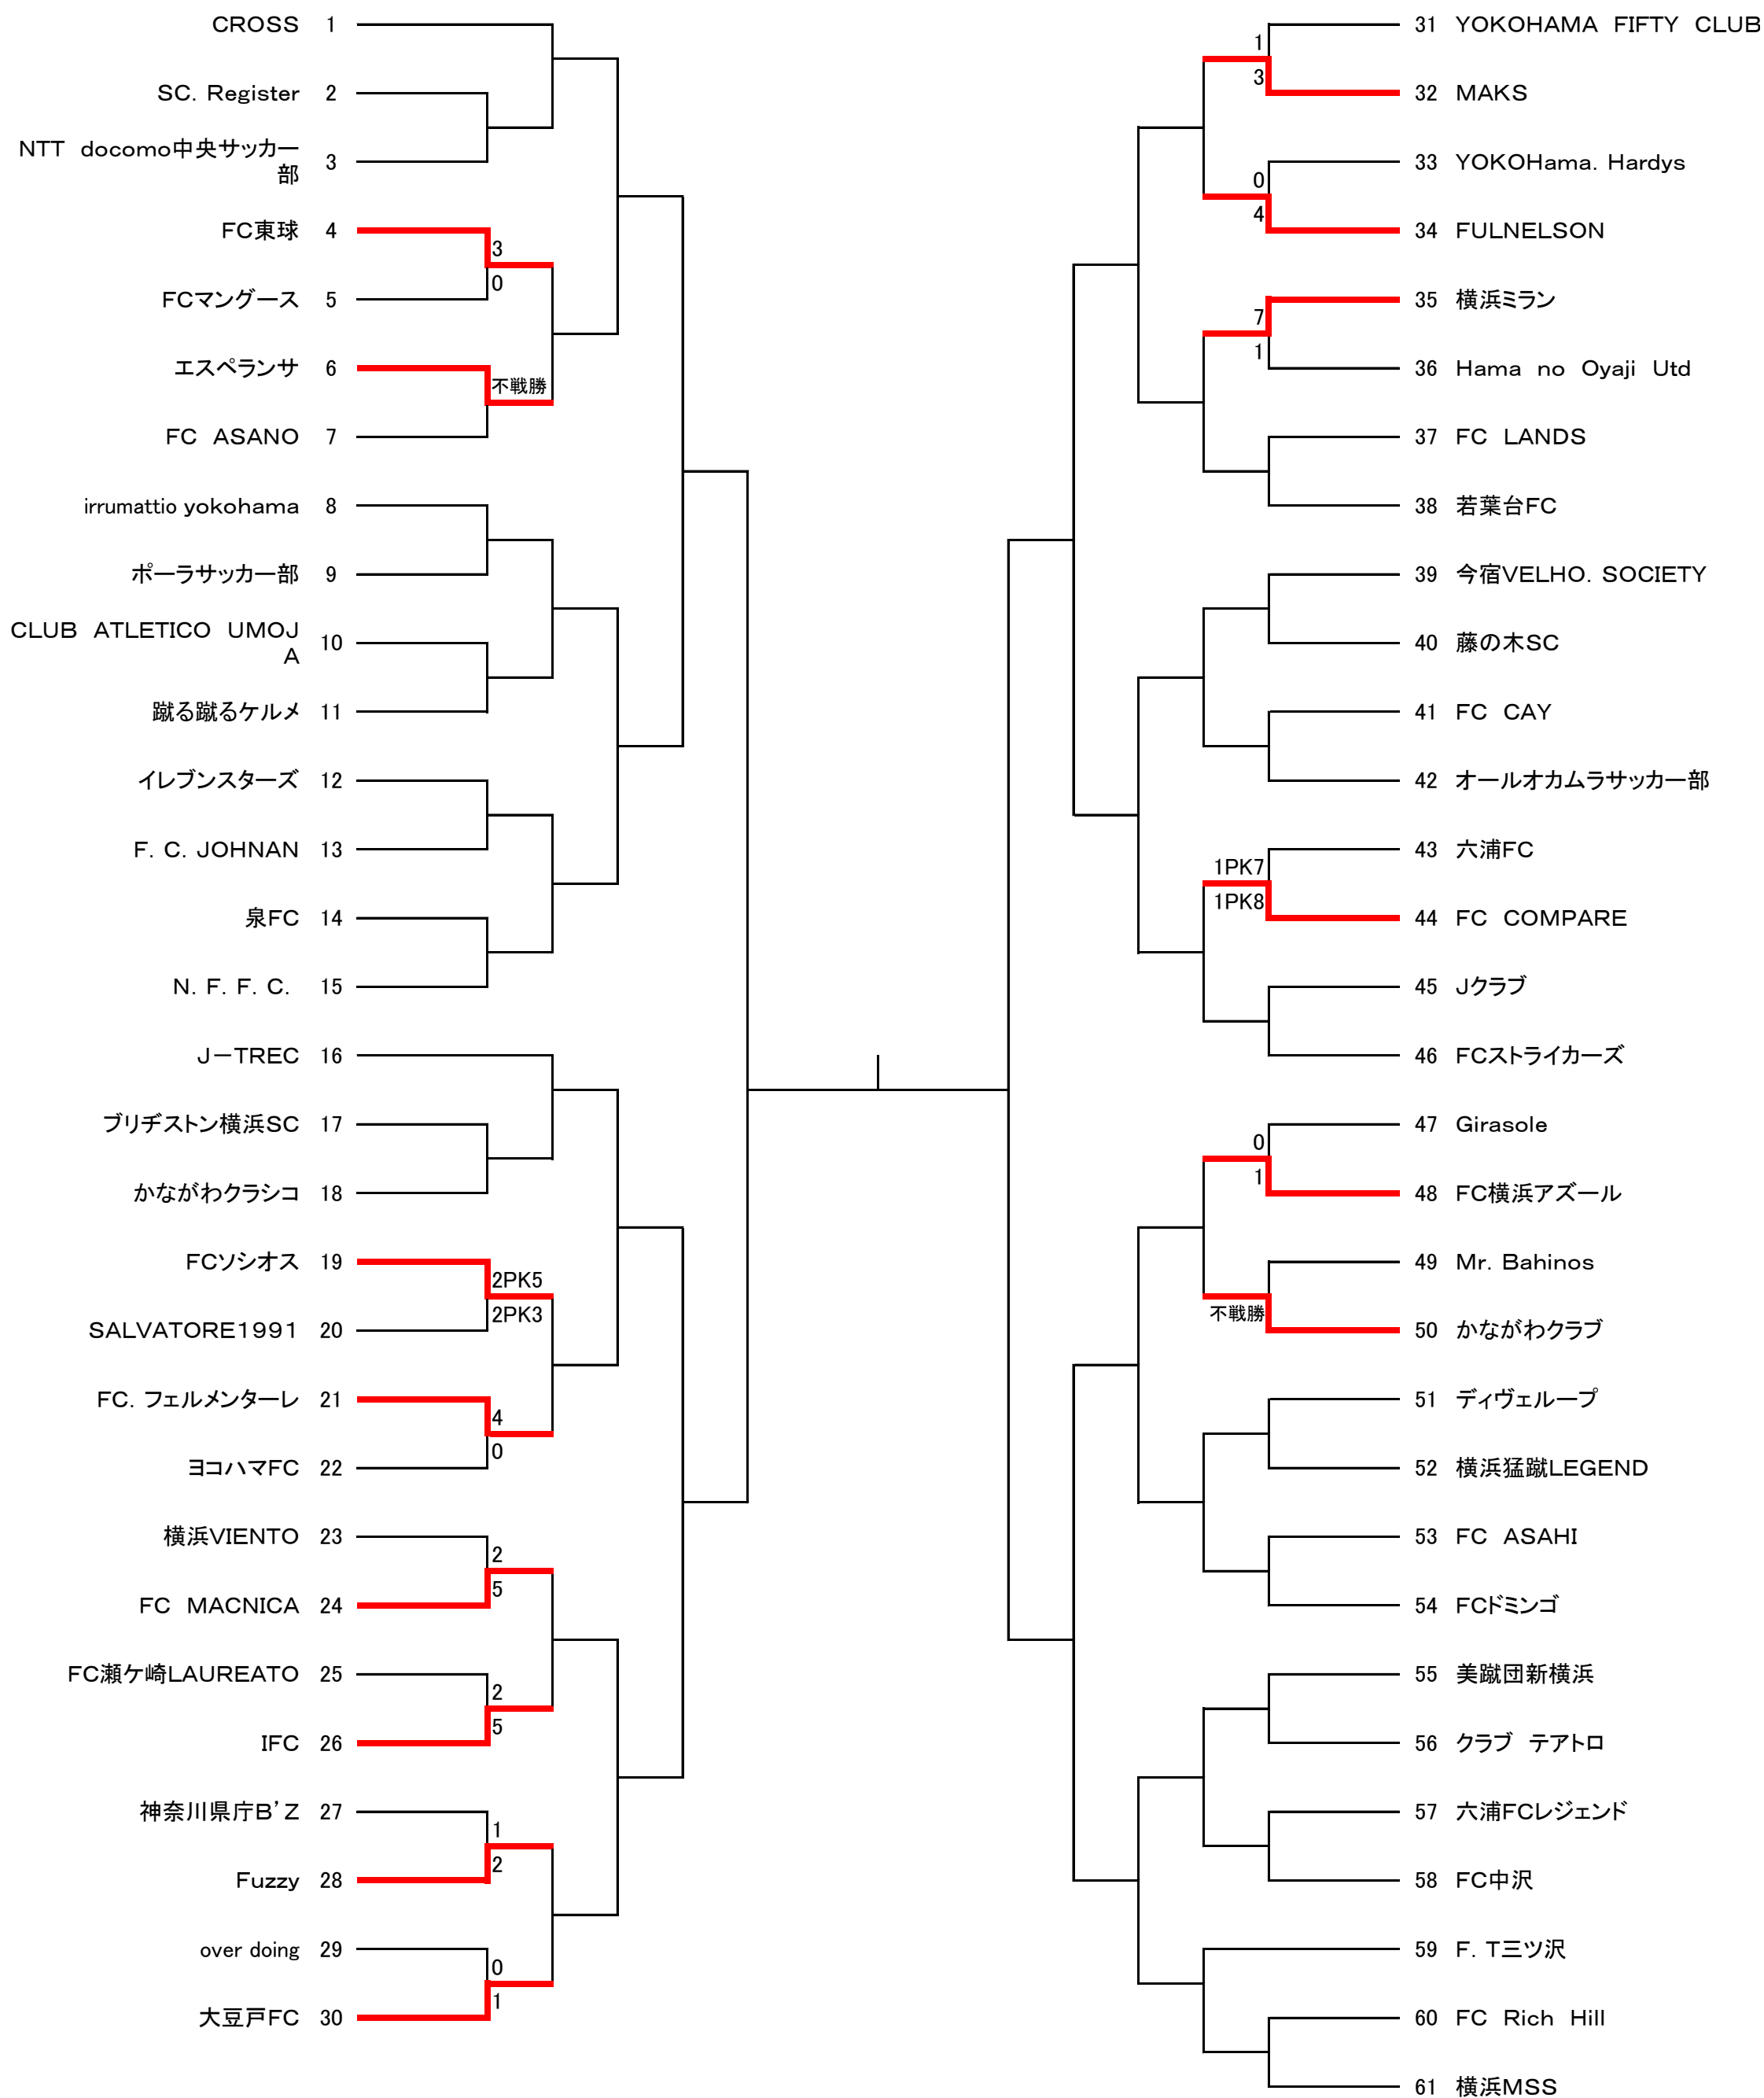 CROSS 1
SC. Register 2
NTT docomo中央サッカー
部 3
FC東球 4
3
0
FCマングース 5
エスペランサ 6
不戦勝
FC ASANO 7
irrumattio yokohama 8
ポーラサッカー部 9
CLUB ATLETICO UMOJ
A 10
蹴る蹴るケルメ 11
イレブンスターズ 12
F. C. JOHNAN 13
泉FC 14
N. F. F. C. 15
J－TREC 16
ブリヂストン横浜SC 17
かながわクラシコ 18
FCソシオス 19
2PK5
2PK3
SALVATORE1991 20
FC. フェルメンターレ 21
4
0
ヨコハマFC 22
横浜VIENTO 23
2
5
FC MACNICA 24
FC瀬ケ崎LAUREATO 25
2
5
IFC 26
神奈川県庁B'Z 27
1
2
Fuzzy 28
over doing 29
0
1
大豆戸FC 30
31 YOKOHAMA FIFTY CLUB
1
3
32 MAKS
33 YOKOHama. Hardys
0
4
34 FULNELSON
35 横浜ミラン
7
1
36 Hama no Oyaji Utd
37 FC LANDS
38 若葉台FC
39 今宿VELHO. SOCIETY
40 藤の木SC
41 FC CAY
42 オールオカムラサッカー部
43 六浦FC
1PK7
1PK8
44 FC COMPARE
45 Jクラブ
46 FCストライカーズ
47 Girasole
0
1
48 FC横浜アズール
49 Mr. Bahinos
不戦勝
50 かながわクラブ
51 ディヴェループ
52 横浜猛蹴LEGEND
53 FC ASAHI
54 FCドミンゴ
55 美蹴団新横浜
56 クラブ テアトロ
57 六浦FCレジェンド
58 FC中沢
59 F. T三ツ沢
60 FC Rich Hill
61 横浜MSS